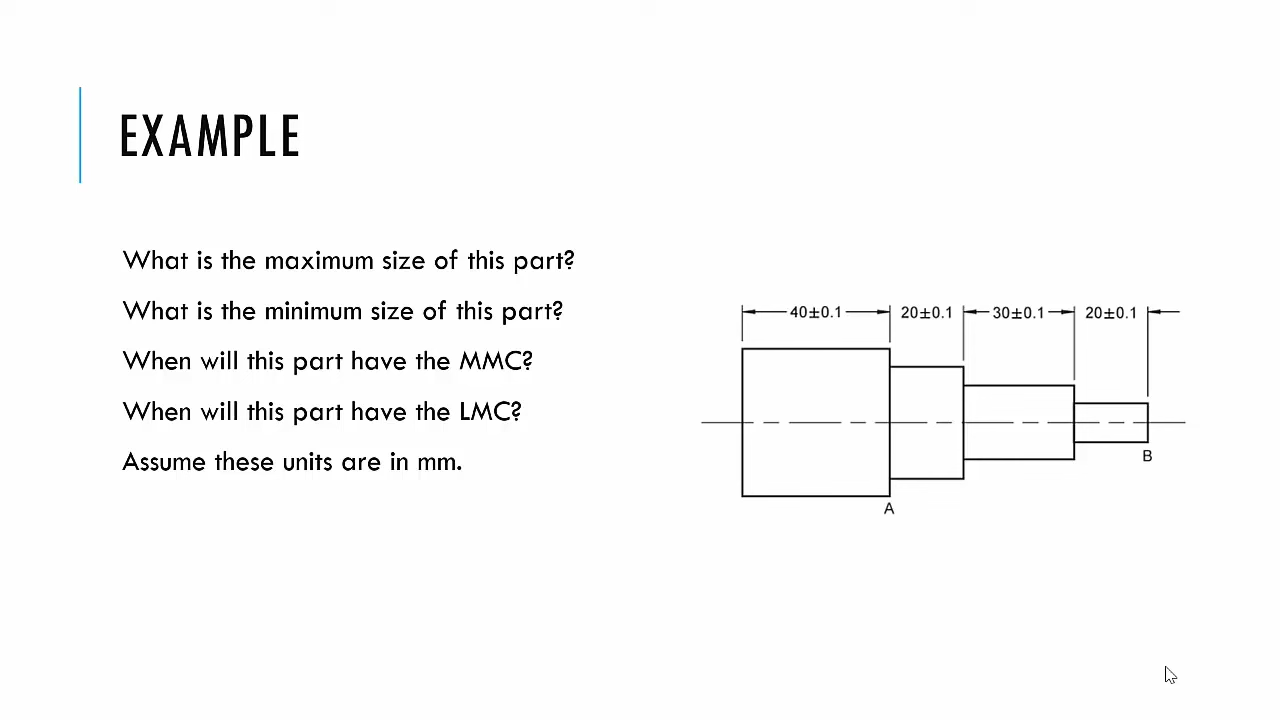 EXAMPLE
What is the maximum size of this part?
What is the minimum size of this part?
When will this part have the MMC?
When will this part have the LMC?
Assume these units are in mm.
40±0.1 20±0.1 30±0.1 20±0.1
B
A